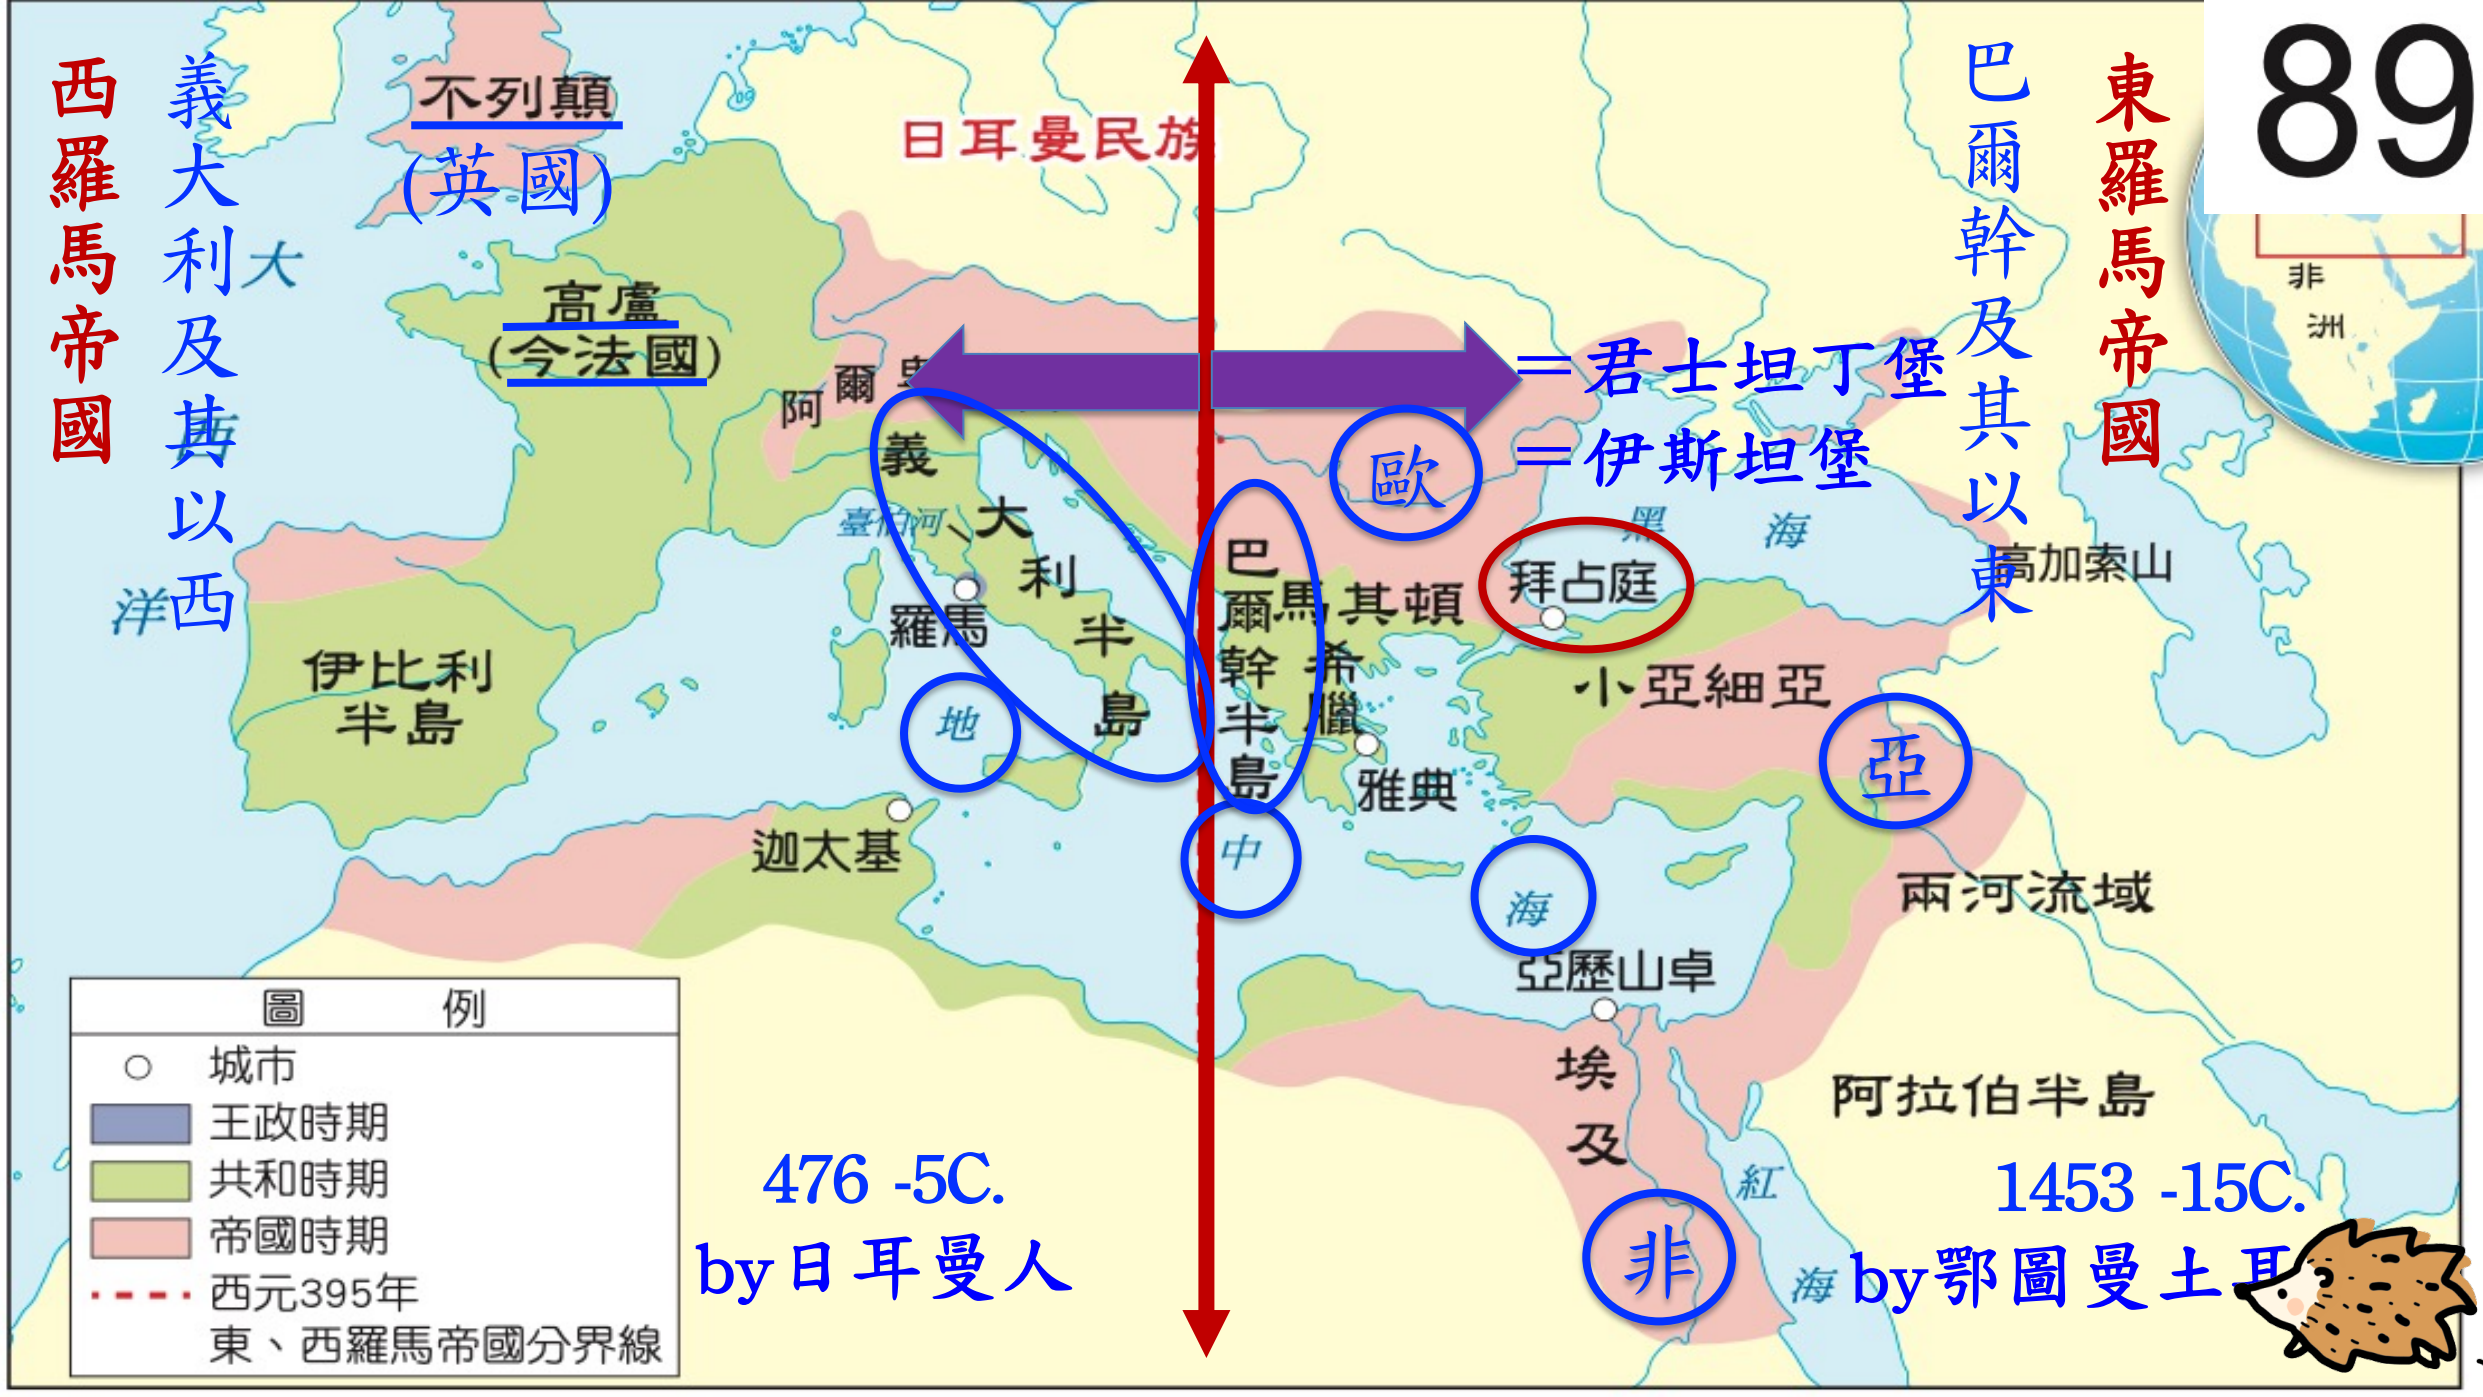 西羅馬帝國
義大利及其以西
大
西
洋
不列顛
(英國)
高盧
(今法國)
日耳曼民族
阿爾卑
義大利半島
臺伯河
羅馬
伊比利
半島
迦太基
地中海
巴爾幹半島
馬其頓
希臘
雅典
歐
=君士坦丁堡
=伊斯坦堡
拜占庭
黑海
小亞細亞
亞
高加索山
兩河流域
亞歷山卓
埃及
非
紅海
阿拉伯半島
巴爾幹及其以東
東羅馬帝國
89
非
洲
476 -5C.
by日耳曼人
1453 -15C.
by鄂圖曼土耳
圖 例
城市
王政時期
共和時期
帝國時期
西元395年
東、西羅馬帝國分界線